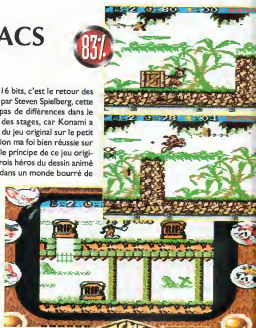 ACS
83%
16 bits, c'est le retour des
par Steven Spielberg, cette
pas de différences dans le
des stages, car Konami a
du jeu original sur le petit
ion ma foi bien réussie sur
le principe de ce jeu origi-
rois héros du dessin animé
dans un monde bourré de
RIP
RIP
RIP